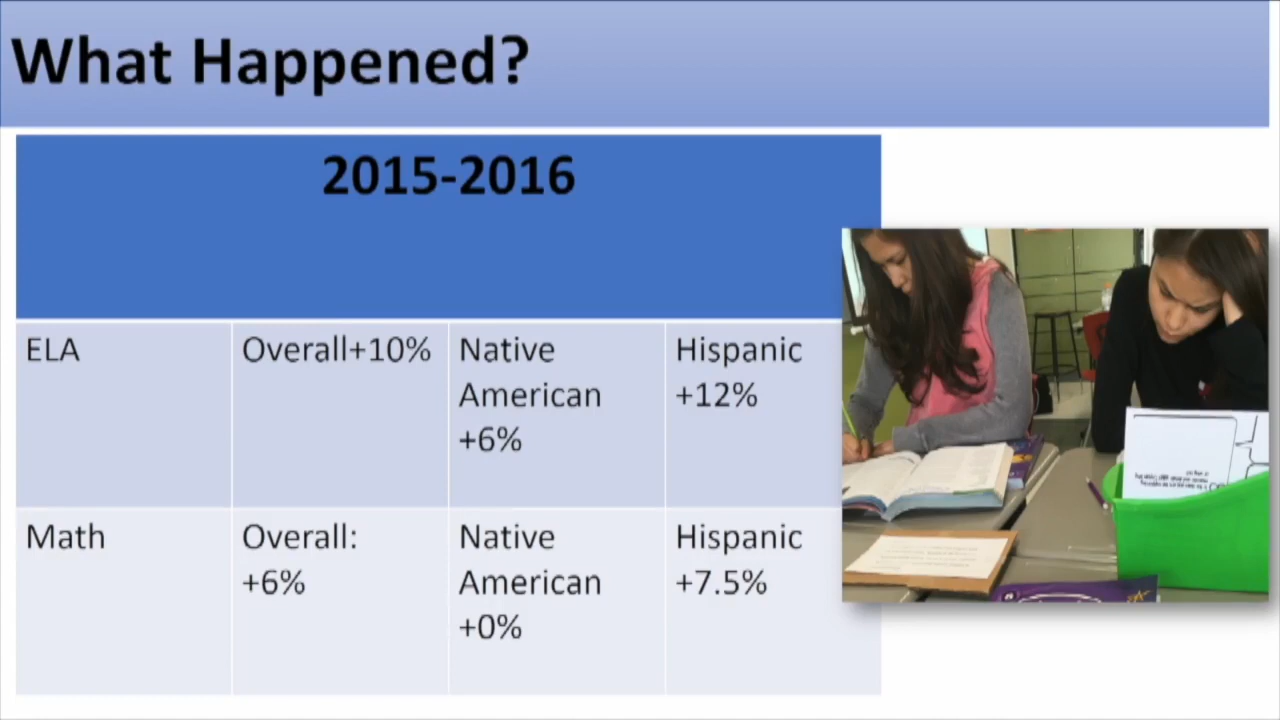 What Happened?
2015-2016
ELA
Overall+10%
Native
American
+6%
Hispanic
+12%
Math
Overall:
+6%
Native
American
+0%
Hispanic
+7.5%